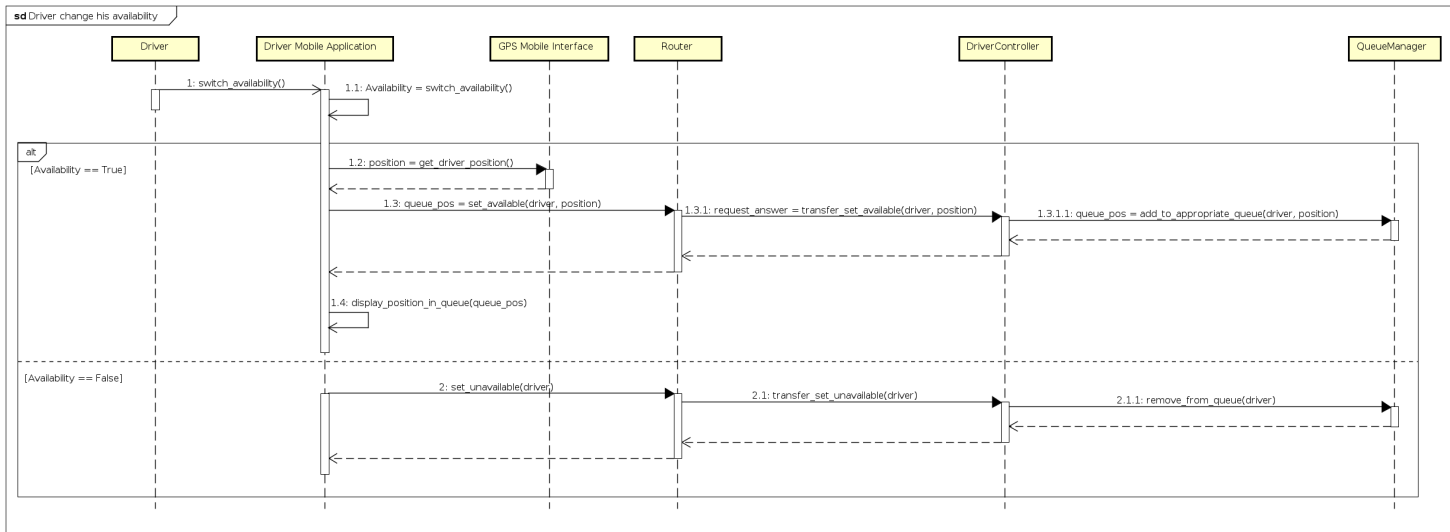 sd Driver change his availability
Driver
Driver Mobile Application
GPS Mobile Interface
Router
DriverController
QueueManager
1: switch_availability()
1.1: Availability = switch_availability()
alt
[Availability == True]
1.2: position = get_driver_position()
1.3: queue_pos = set_available(driver, position)
1.3.1: request_answer = transfer_set_available(driver, position)
1.3.1.1: queue_pos = add_to_appropriate_queue(driver, position)
1.4: display_position_in_queue(queue_pos)
[Availability == False]
2: set_unavailable(driver)
2.1: transfer_set_unavailable(driver)
2.1.1: remove_from_queue(driver)